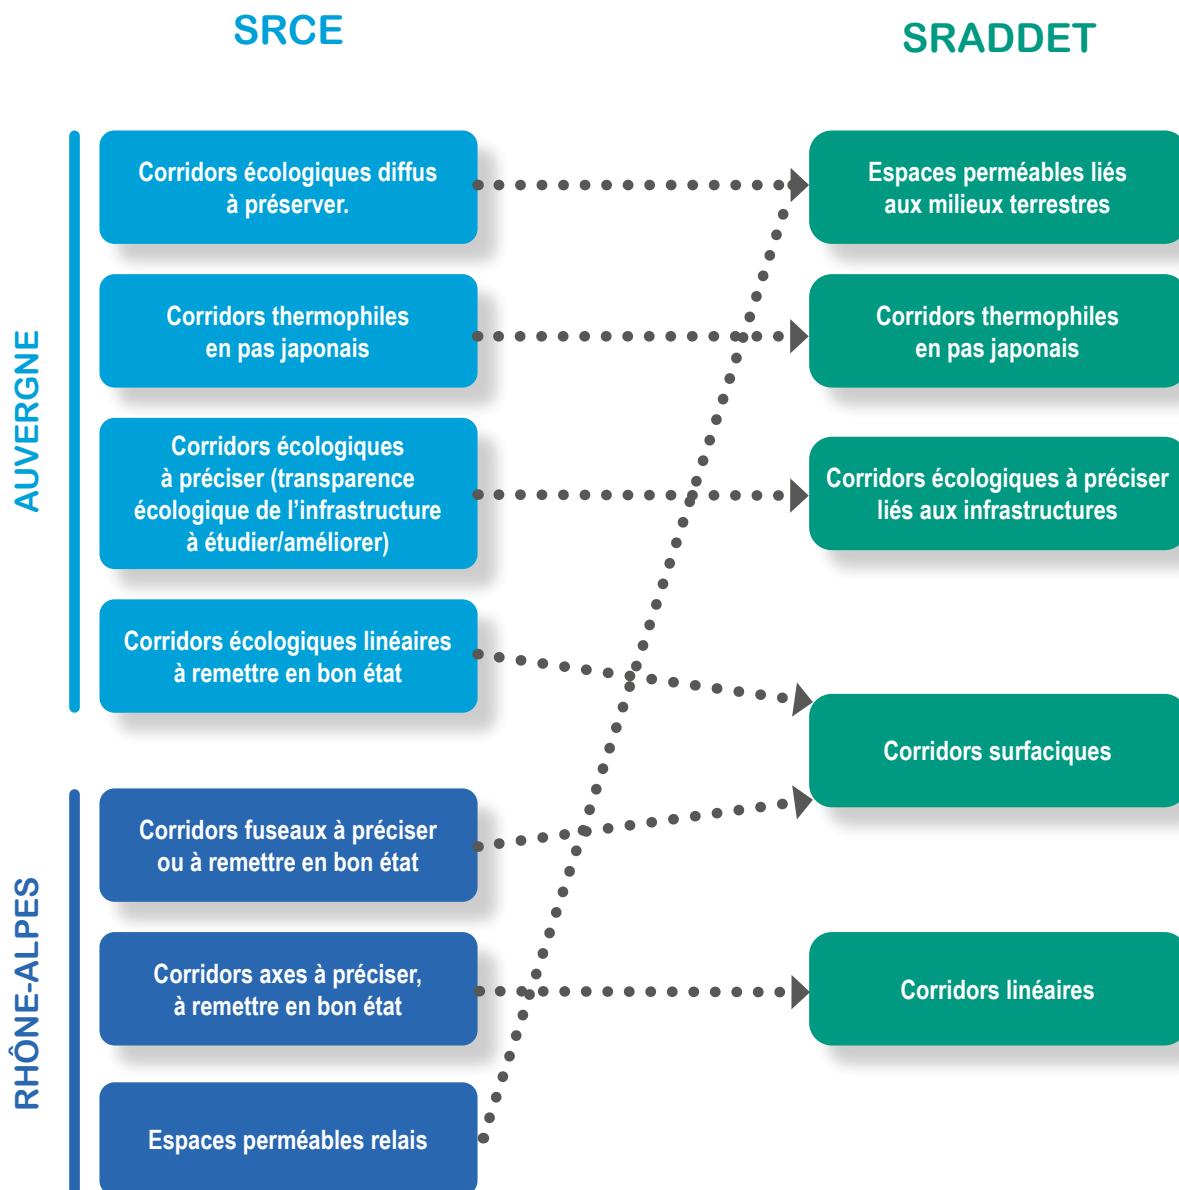 SRCE
SRADDET
AUVERGNE
Corridors écologiques diffus
à préserver.
Espaces perméables liés
aux milieux terrestres
Corridors thermophiles
en pas japonais
Corridors thermophiles
en pas japonais
Corridors écologiques
à préciser (transparence
écologique de l’infrastructure
à étudier/améliorer)
Corridors écologiques à préciser
liés aux infrastructures
Corridors écologiques linéaires
à remettre en bon état
Corridors surfaciques
RHÔNE-ALPES
Corridors fuseaux à préciser
ou à remettre en bon état
Corridors axes à préciser,
à remettre en bon état
Corridors linéaires
Espaces perméables relais